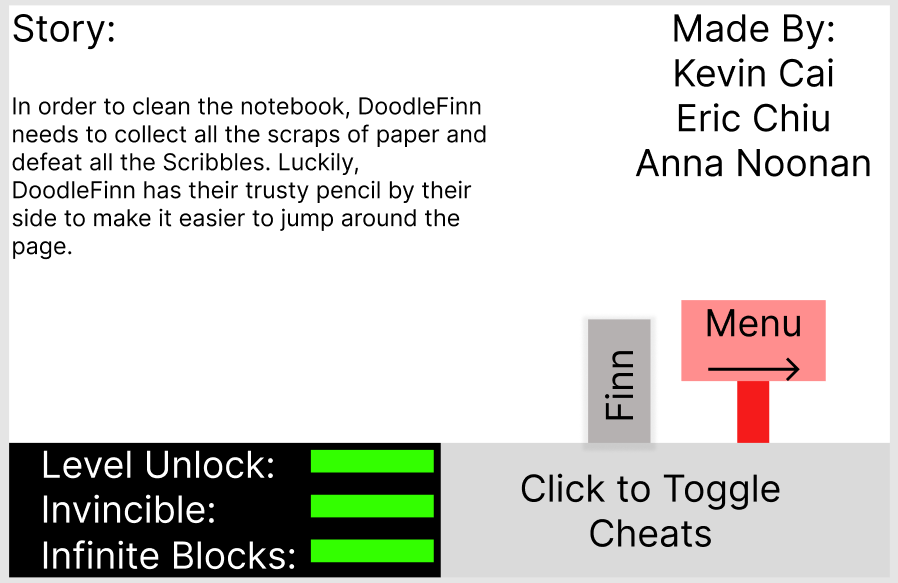 Story:
In order to clean the notebook, DoodleFinn
needs to collect all the scraps of paper and
defeat all the Scribbles. Luckily,
DoodleFinn has their trusty pencil by their
side to make it easier to jump around the
page.
Made By:
Kevin Cai
Eric Chiu
Anna Noonan
Finn
Menu
Level Unlock:
Invincible:
Infinite Blocks:
Click to Toggle
Cheats